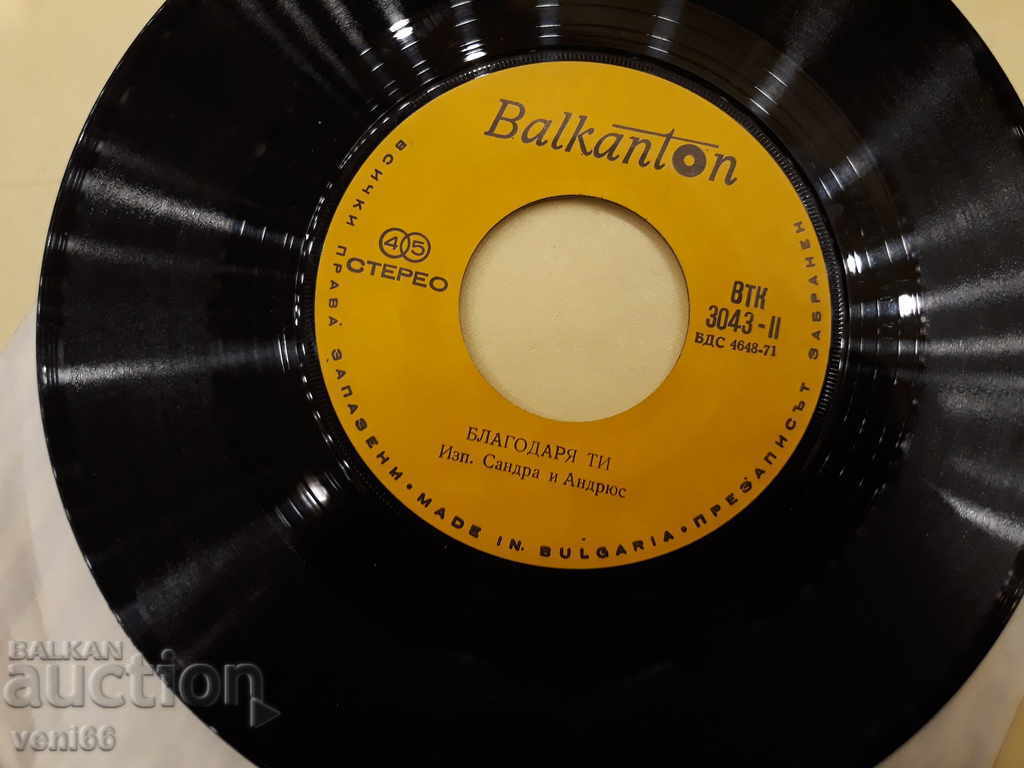 Balkanton
45
СТЕРЕО
ВТК
3043-II
БДС 4648-71
БЛАГОДАРЯ ТИ
Изп. Сандра и Андрюс
ВСИЧКИ ПРАВА ЗАПАЗЕНИ • MADE IN BULGARIA • ПРЕЗАПИСЪТ ЗАБРАНЕН
BALKAN
auction
veni66